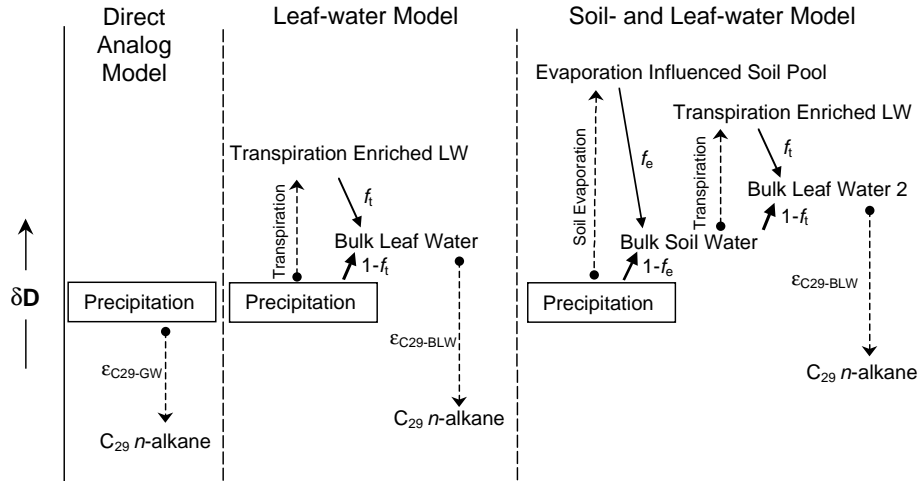 Direct
Analog
Model
Leaf-water Model
Soil- and Leaf-water Model
δD
Precipitation
εC29-GW
C29 n-alkane
Transpiration Enriched LW
Transpiration
ft
Bulk Leaf Water
1-ft
Precipitation
εC29-BLW
C29 n-alkane
Evaporation Influenced Soil Pool
Transpiration Enriched LW
Soil Evaporation
fe
Transpiration
ft
Bulk Leaf Water 2
1-ft
Bulk Soil Water
1-fe
Precipitation
εC29-BLW
C29 n-alkane